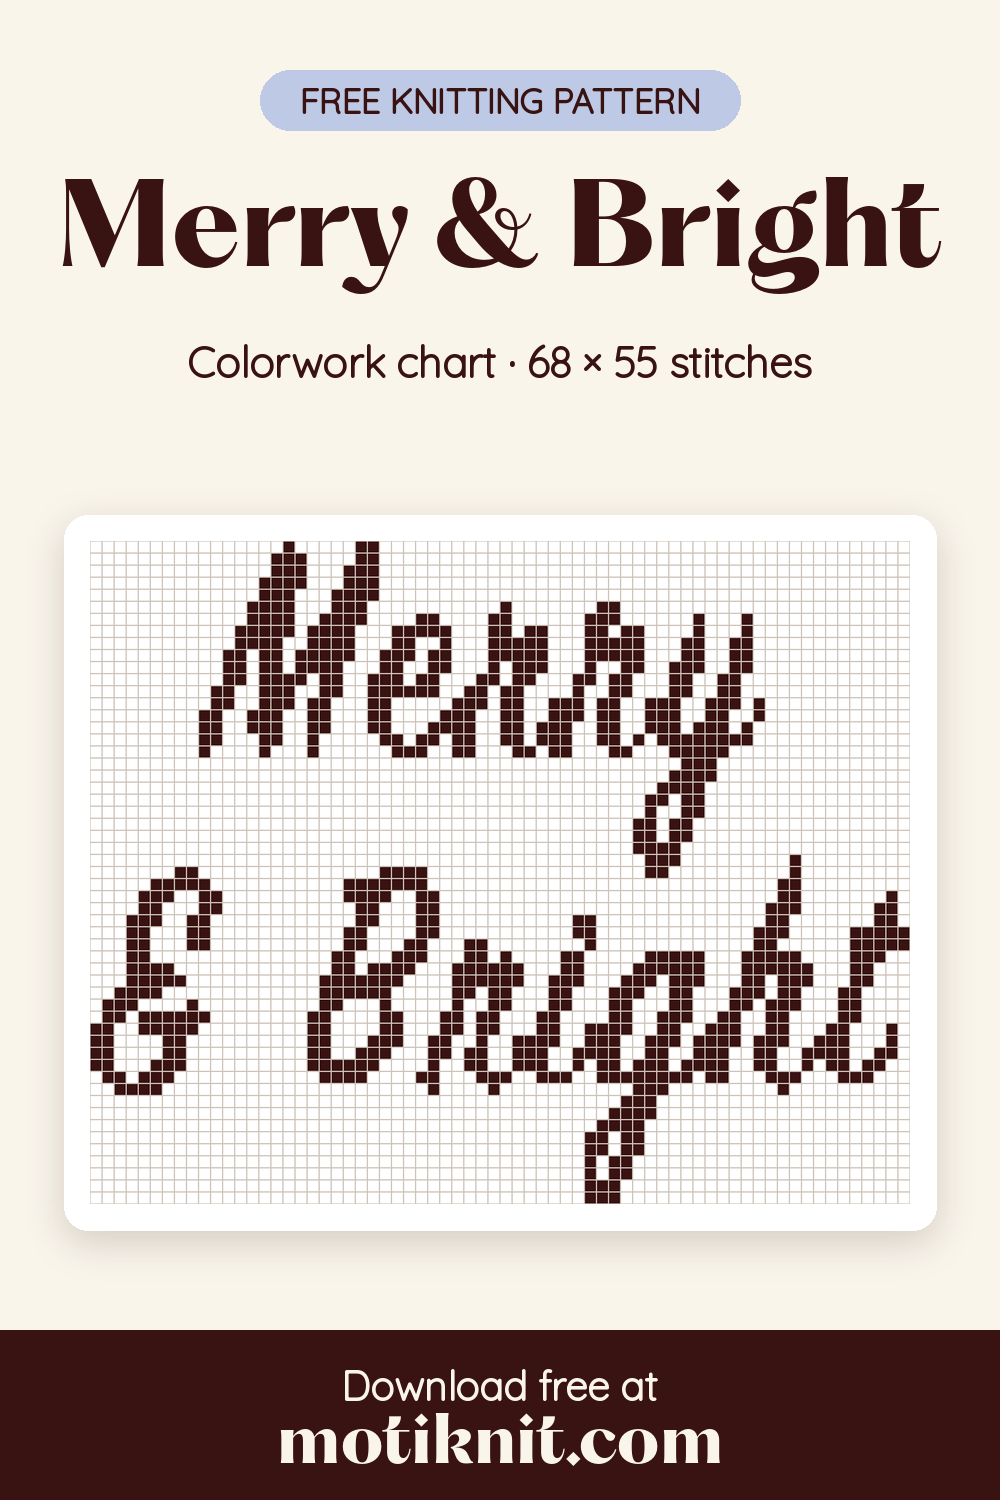 FREE KNITTING PATTERN
Merry & Bright
Colorwork chart · 68 × 55 stitches
Merry
& Bright
Download free at
motiknit.com